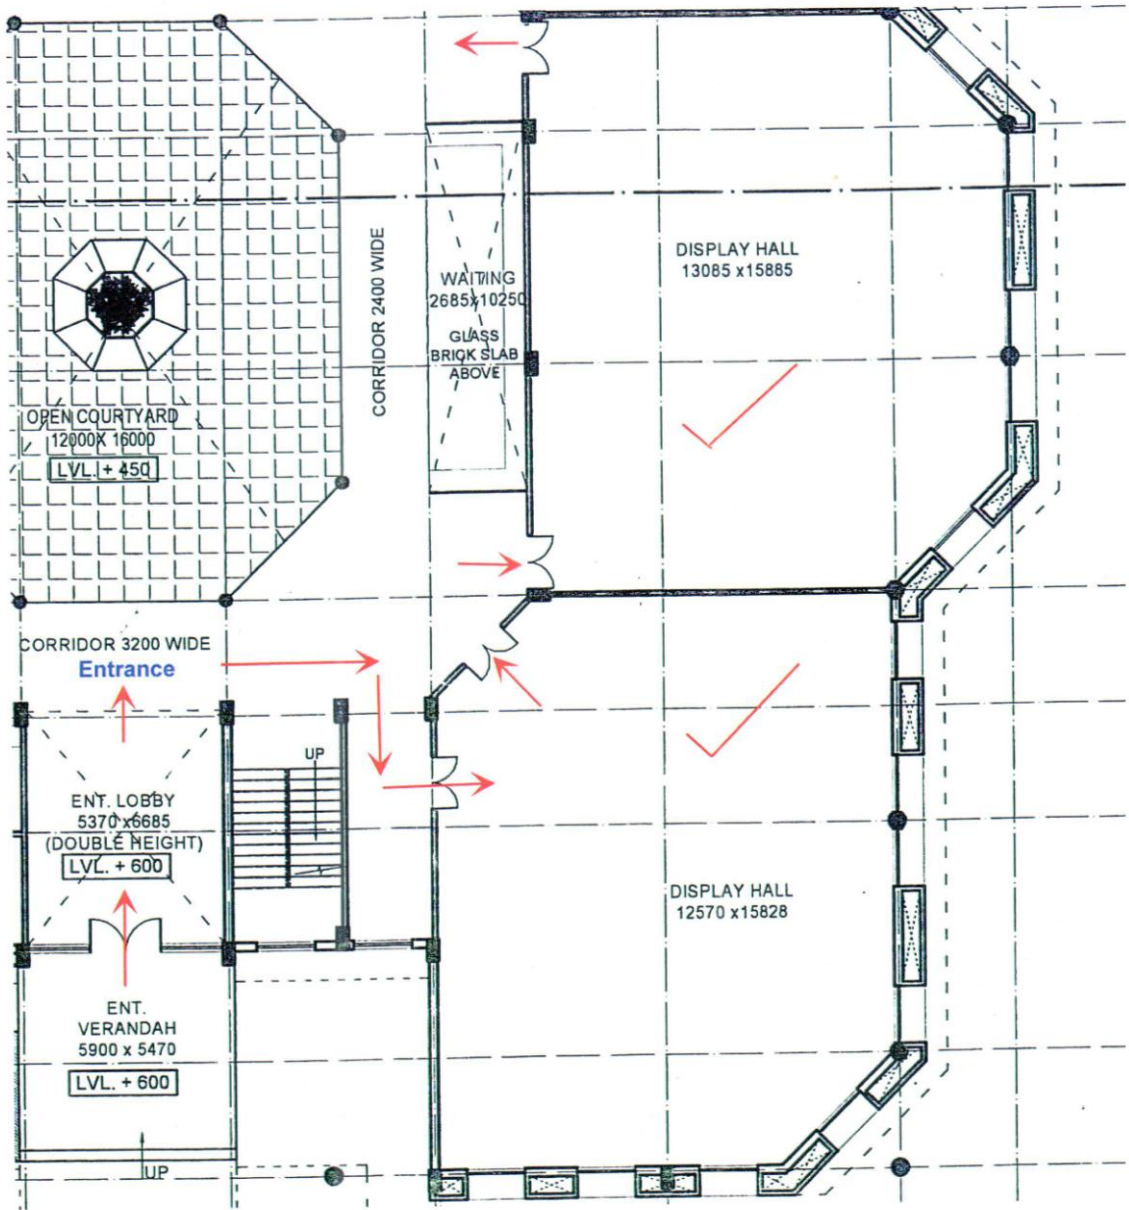 DISPLAY HALL
13085 x15885
CORRIDOR 2400 WIDE
WAITING
2685x10250
GLASS
BRICK SLAB
ABOVE
OPEN COURTYARD
12000X 16000
LVL. + 450
CORRIDOR 3200 WIDE
Entrance
UP
ENT. LOBBY
5370 x6685
(DOUBLE HEIGHT)
LVL. + 600
DISPLAY HALL
12570 x15828
ENT.
VERANDAH
5900 x 5470
LVL. + 600
UP